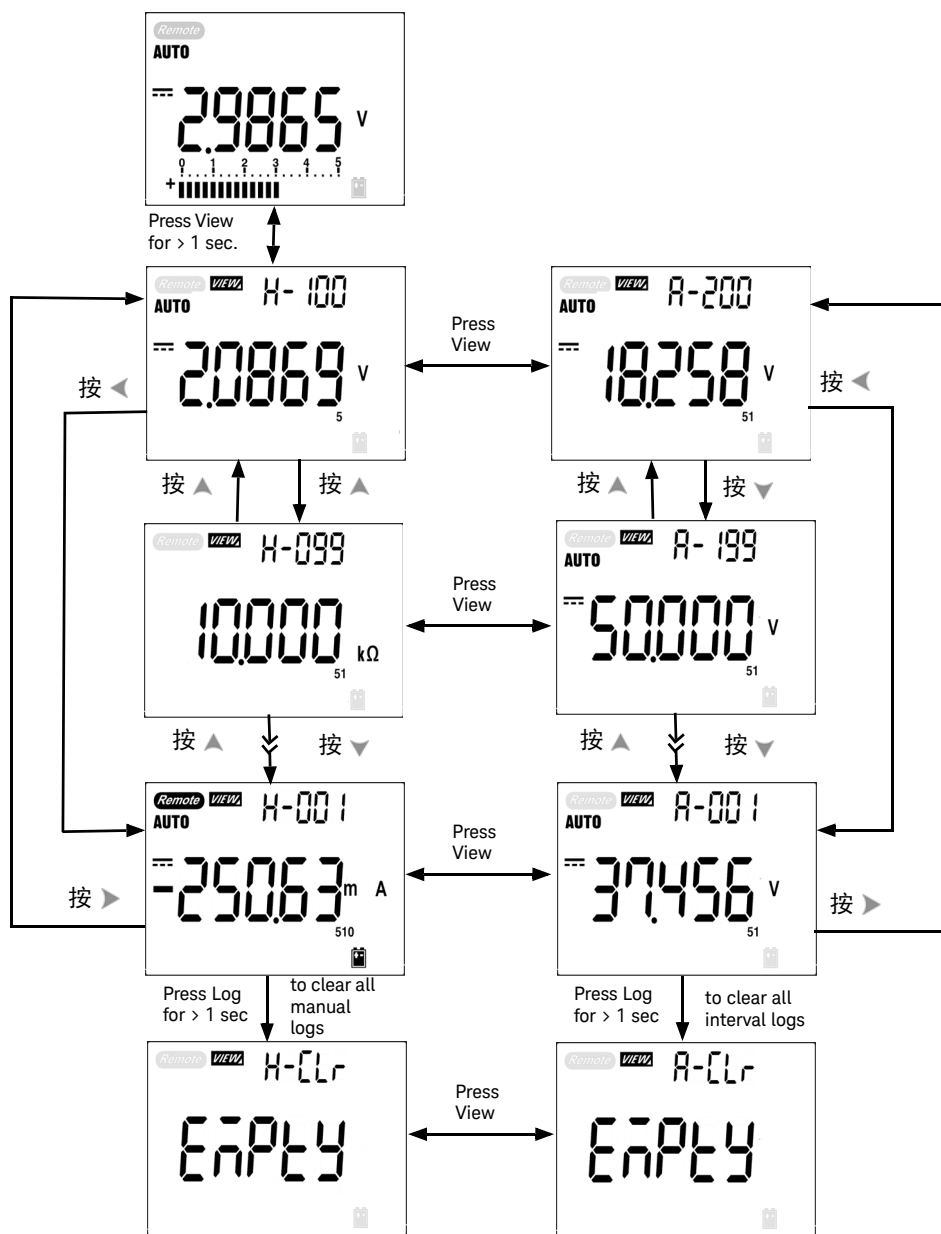 Remote
AUTO
2.9865 V
0 1 2 3 4 5
+
Press View
for > 1 sec.
Remote VIEW H-100
AUTO
2.0869 V
5
Press
View
Remote VIEW A-200
AUTO
18.258 V
51
按
按
按
按
按
按
Remote VIEW H-099
10.000 kΩ
51
Press
View
Remote VIEW A-199
AUTO
50.000 V
51
按
按
按
按
Remote VIEW H-001
AUTO
-250.63 m A
510
Press
View
Remote VIEW A-001
AUTO
37.456 V
51
按
按
Press Log
for > 1 sec
to clear all
manual
logs
Press Log
for > 1 sec
to clear all
interval logs
Remote VIEW H-CLr
EmPty
Press
View
Remote VIEW A-CLr
EmPty